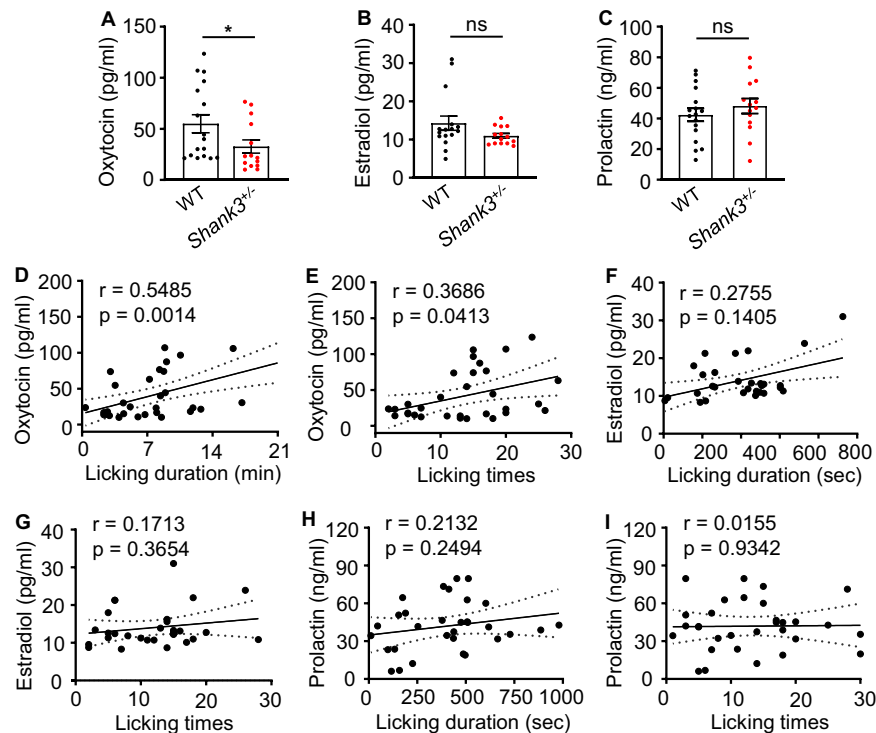 A
*
Oxytocin (pg/ml)
150
100
50
0
WT
Shank3+/-
B
ns
Estradiol (pg/ml)
40
30
20
10
0
WT
Shank3+/-
C
ns
Prolactin (ng/ml)
100
80
60
40
20
0
WT
Shank3+/-
D
r = 0.5485
p = 0.0014
Oxytocin (pg/ml)
200
150
100
50
0
0 7 14 21
Licking duration (min)
E
r = 0.3686
p = 0.0413
Oxytocin (pg/ml)
200
150
100
50
0
0 10 20 30
Licking times
F
r = 0.2755
p = 0.1405
Estradiol (pg/ml)
40
30
20
10
0
0 200 400 600 800
Licking duration (sec)
G
r = 0.1713
p = 0.3654
Estradiol (pg/ml)
40
30
20
10
0
0 10 20 30
Licking times
H
r = 0.2132
p = 0.2494
Prolactin (ng/ml)
120
90
60
30
0
0 250 500 750 1000
Licking duration (sec)
I
r = 0.0155
p = 0.9342
Prolactin (ng/ml)
120
90
60
30
0
0 10 20 30
Licking times